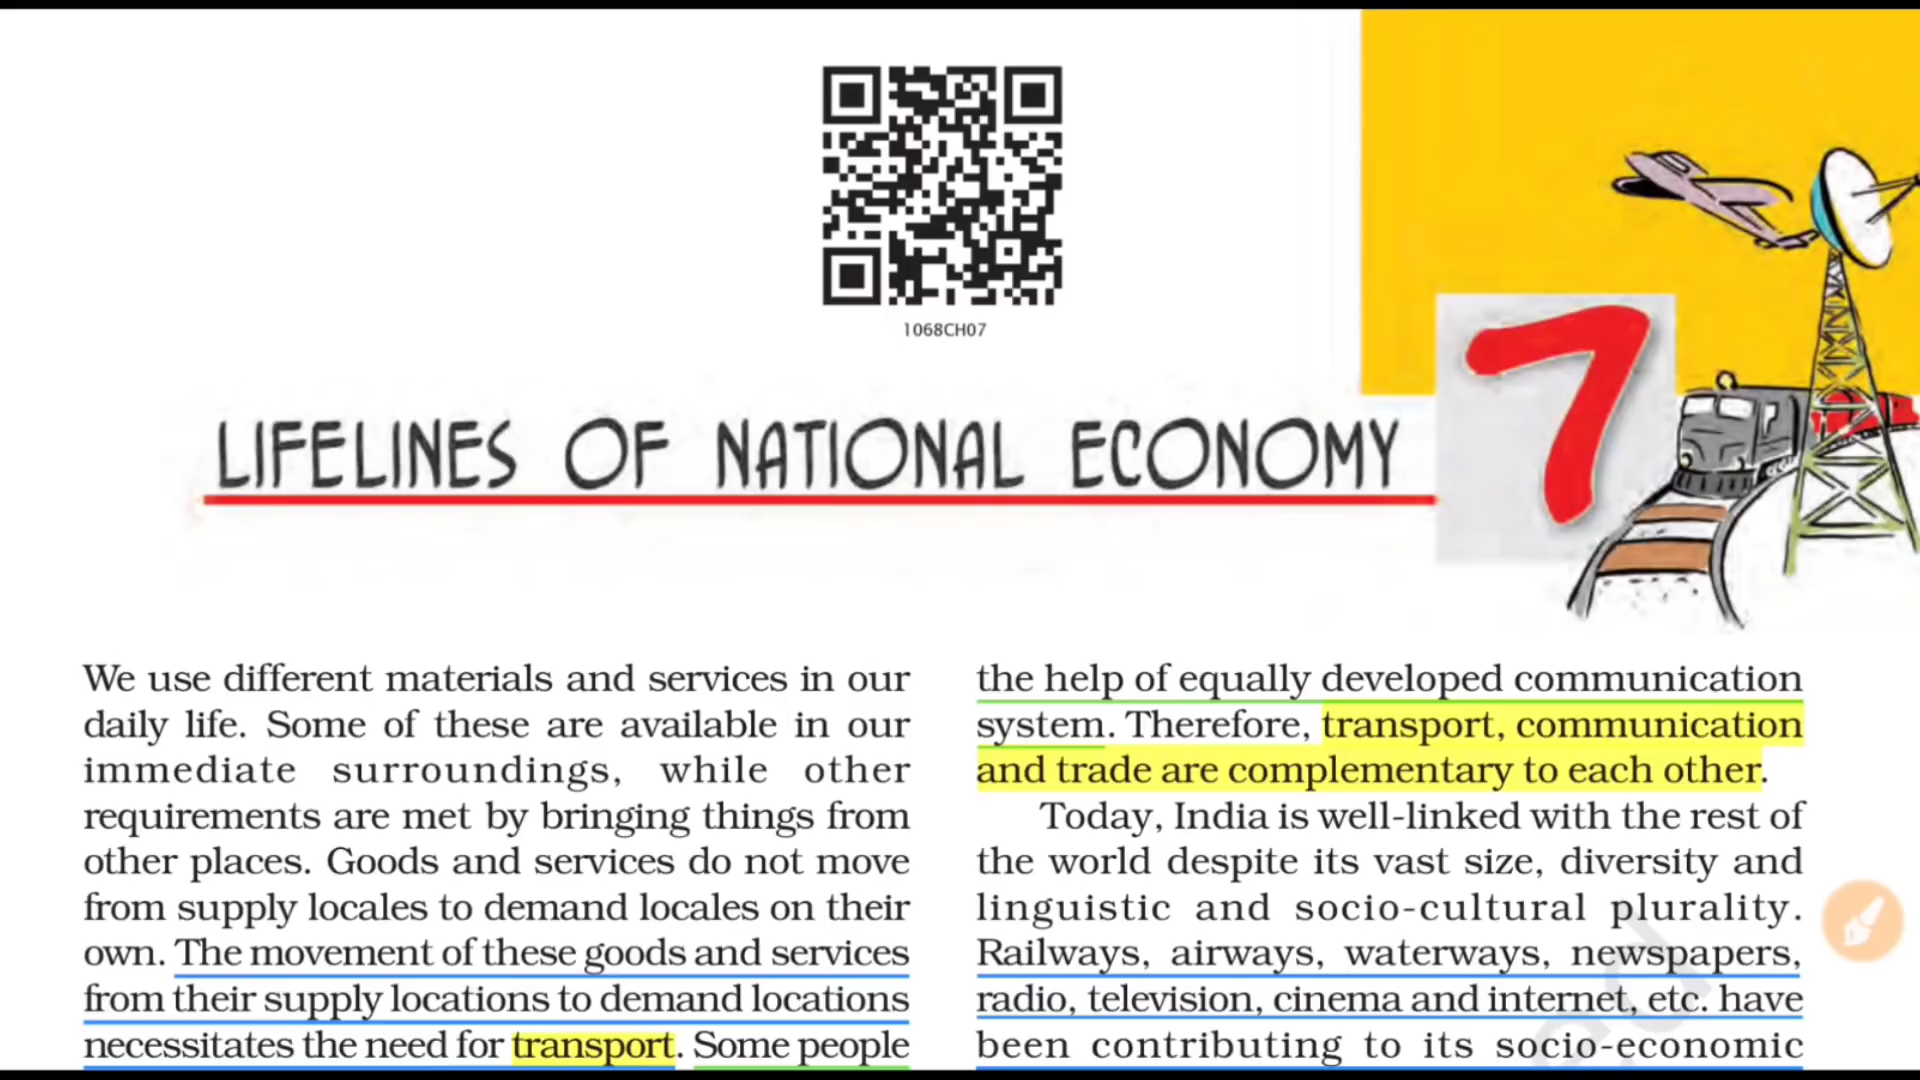 1068CH07
LIFELINES OF NATIONAL ECONOMY
7
We use different materials and services in our
daily life. Some of these are available in our
immediate surroundings, while other
requirements are met by bringing things from
other places. Goods and services do not move
from supply locales to demand locales on their
own. The movement of these goods and services
from their supply locations to demand locations
necessitates the need for transport. Some people
the help of equally developed communication
system. Therefore, transport, communication
and trade are complementary to each other.
Today, India is well-linked with the rest of
the world despite its vast size, diversity and
linguistic and socio-cultural plurality.
Railways, airways, waterways, newspapers,
radio, television, cinema and internet, etc. have
been contributing to its socio-economic